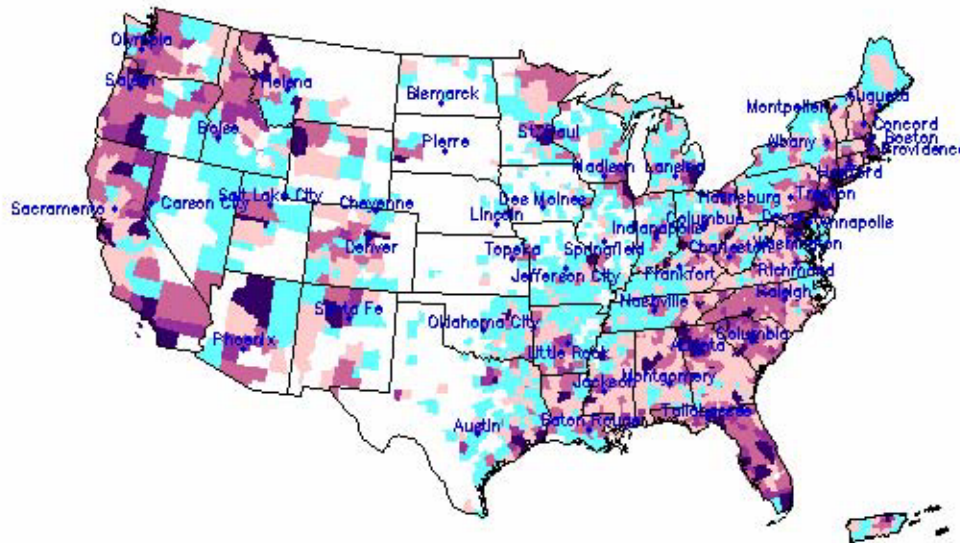 Olympia
Salem
Helena
Boise
Bismarck
Pierre
St. Paul
Madison
Lansing
Montpelier
Augusta
Concord
Boston
Providence
Albany
Hartford
Sacramento
Carson City
Salt Lake City
Cheyenne
Denver
Lincoln
Des Moines
Topeka
Springfield
Indianapolis
Columbus
Harrisburg
Trenton
Dover
Annapolis
Washington
Charleston
Jefferson City
Frankfort
Richmond
Raleigh
Nashville
Santa Fe
Phoenix
Oklahoma City
Little Rock
Atlanta
Columbia
Jackson
Montgomery
Tallahassee
Austin
Baton Rouge